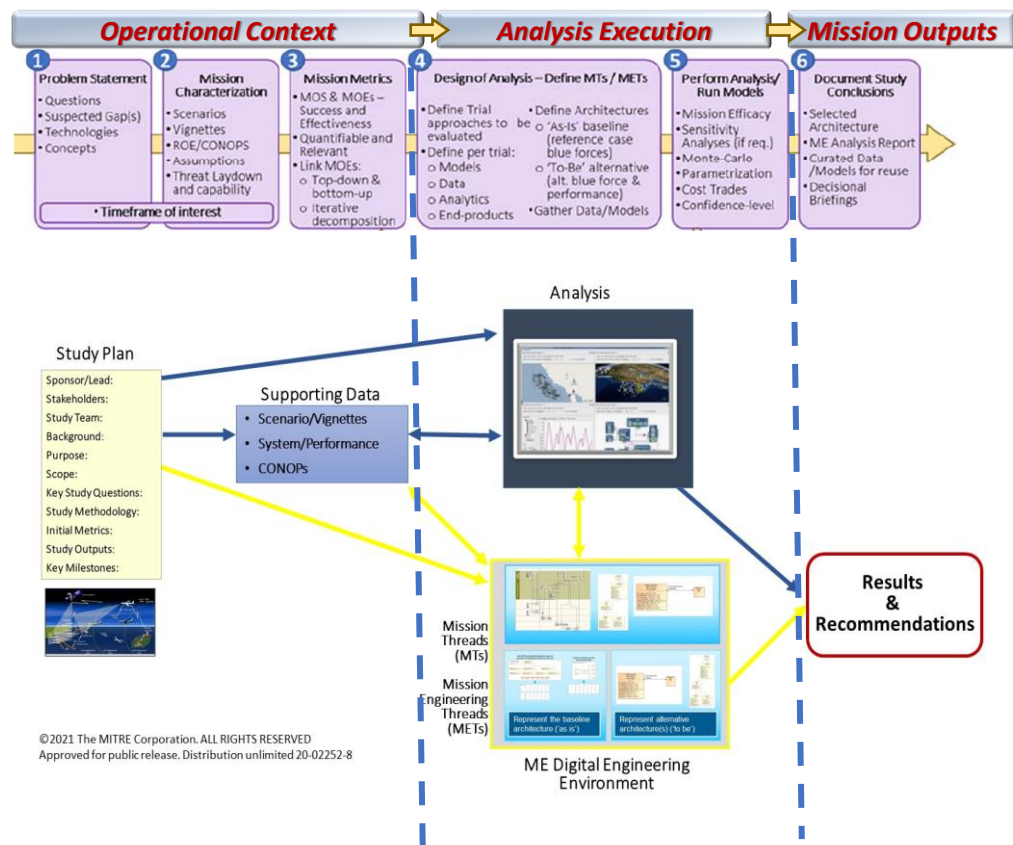 Operational Context
Analysis Execution
Mission Outputs
1
Problem Statement
• Questions
• Suspected Gap(s)
• Technologies
• Concepts
2
Mission
Characterization
• Scenarios
• Vignettes
• ROE/CONOPS
• Assumptions
• Threat Laydown
and capability
• Timeframe of interest
3
Mission Metrics
• MOS & MOEs –
Success and
Effectiveness
• Quantifiable and
Relevant
• Link MOEs:
o Top-down &
bottom-up
o Iterative
decomposition
4
Design of Analysis – Define MTs / METs
• Define Trial
approaches to be
evaluated
• Define per trial:
o Models
o Data
o Analytics
o End-products
• Define Architectures
o 'As-Is' baseline
(reference case
blue forces)
o 'To-Be' alternative
(alt. blue force &
performance)
• Gather Data/Models
5
Perform Analysis/
Run Models
• Mission Efficacy
• Sensitivity
Analyses (if req.)
• Monte-Carlo
• Parametrization
• Cost Trades
• Confidence-level
6
Document Study
Conclusions
• Selected
Architecture
• ME Analysis Report
• Curated Data
/Models for reuse
• Decisional
Briefings
Study Plan
Sponsor/Lead:
Stakeholders:
Study Team:
Background:
Purpose:
Scope:
Key Study Questions:
Study Methodology:
Initial Metrics:
Study Outputs:
Key Milestones:
Supporting Data
• Scenario/Vignettes
• System/Performance
• CONOPs
Analysis
Mission
Threads
(MTs)
Mission
Engineering
Threads
(METs)
Represent the baseline
architecture ('as is')
Represent alternative
architecture(s) ('to be')
ME Digital Engineering
Environment
Results
&
Recommendations
©2021 The MITRE Corporation. ALL RIGHTS RESERVED
Approved for public release. Distribution unlimited 20-02252-8